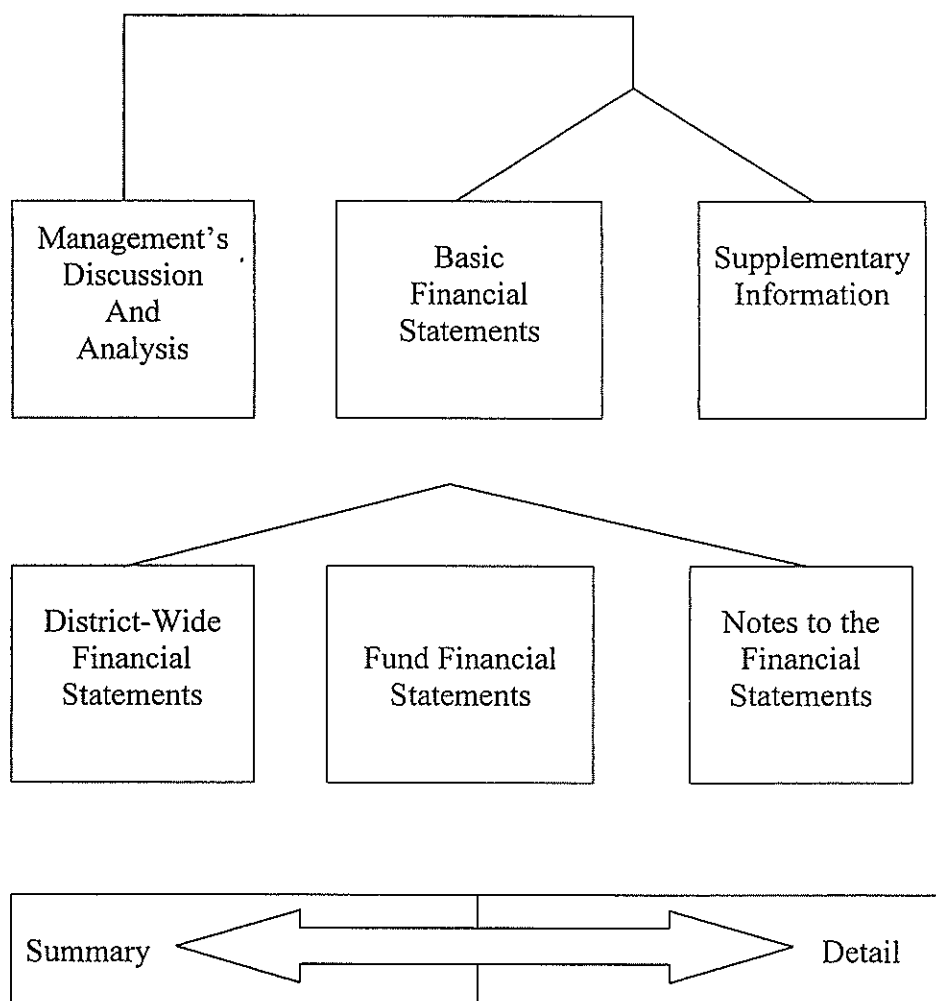 Management's
Discussion
And
Analysis
Basic
Financial
Statements
Supplementary
Information
District-Wide
Financial
Statements
Fund Financial
Statements
Notes to the
Financial
Statements
Summary
Detail